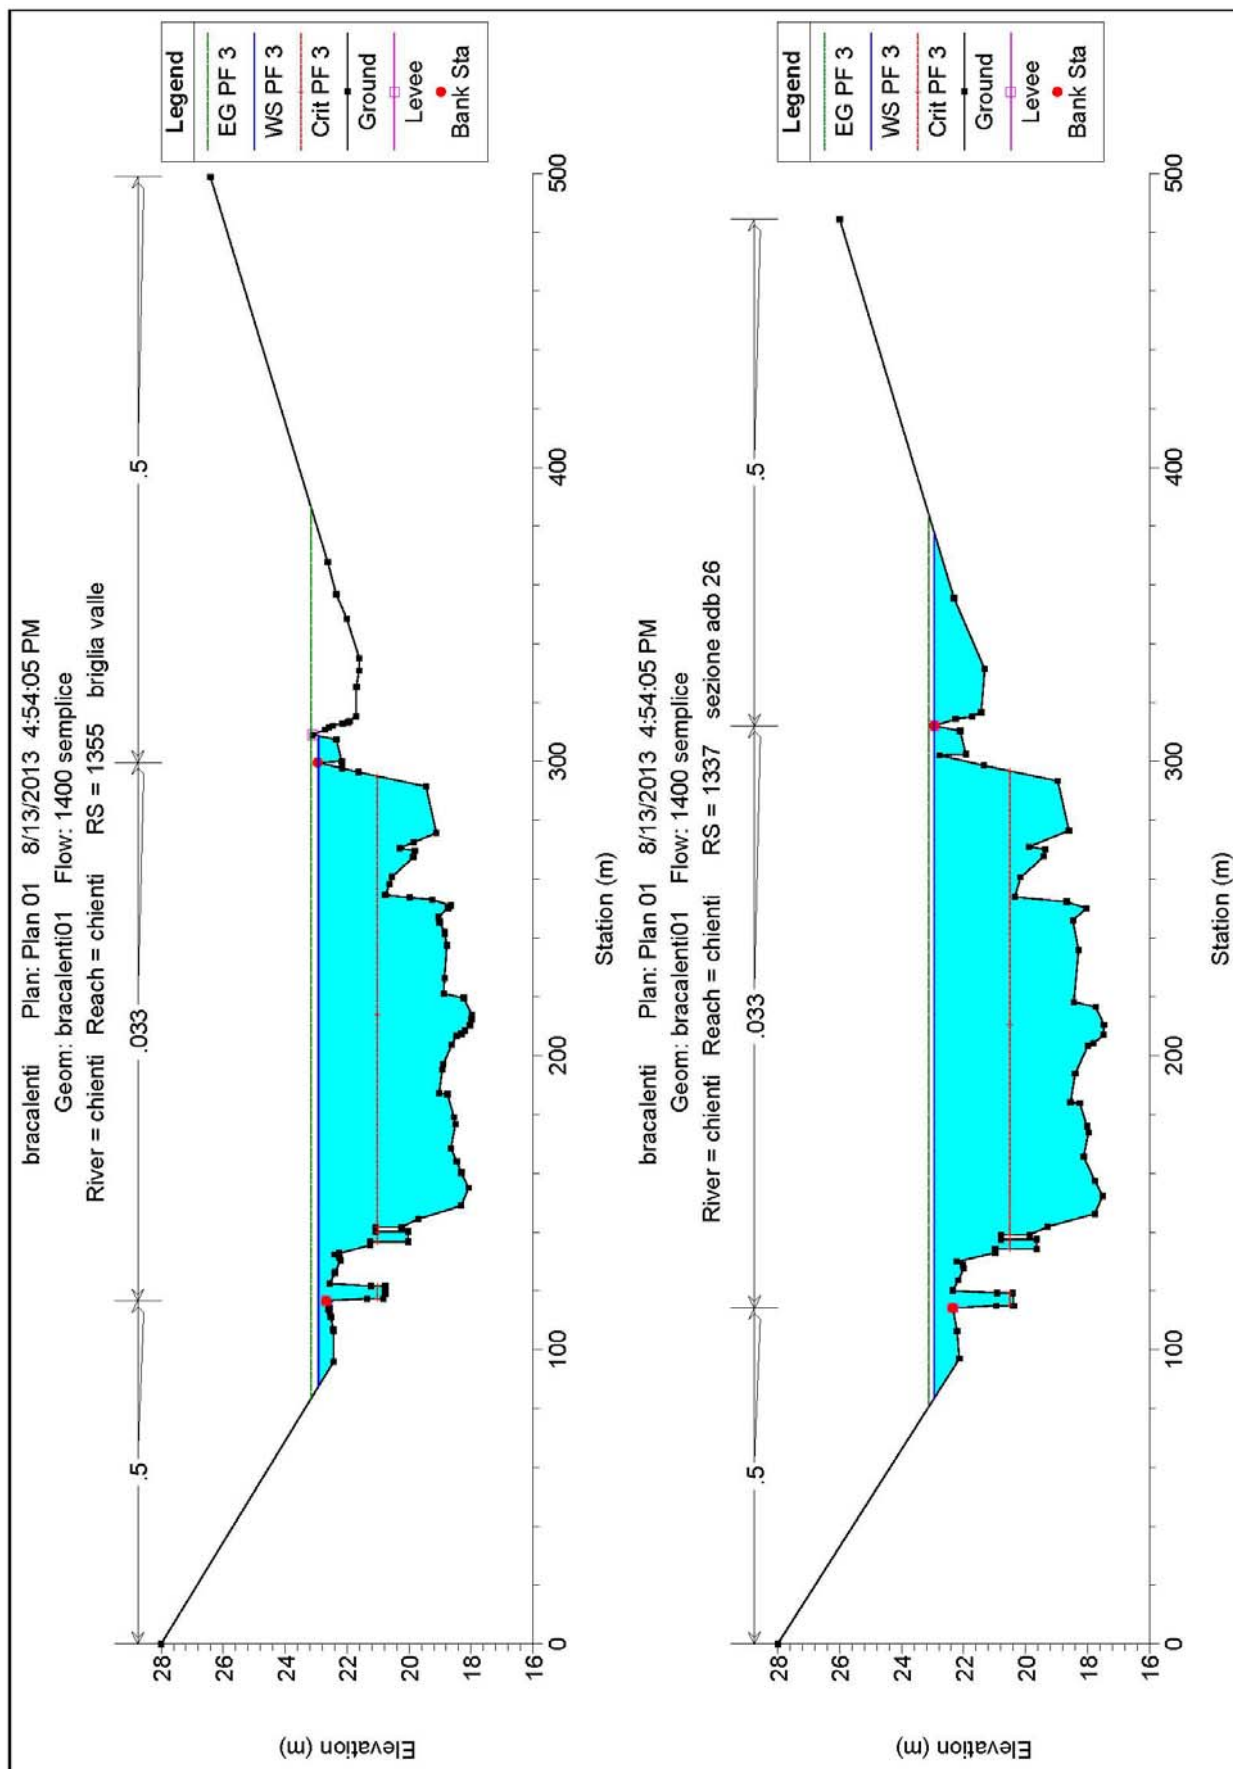 bracalenti Plan: Plan 01 8/13/2013 4:54:05 PM
Geom: bracalenti01 Flow: 1400 semplice
River = chienti Reach = chienti RS = 1355 briglia valle
.5
.033
.5
Legend
EG PF 3
WS PF 3
Crit PF 3
Ground
Levee
Bank Sta
28
26
24
22
20
18
16
Elevation (m)
0
100
200
300
400
500
Station (m)
bracalenti Plan: Plan 01 8/13/2013 4:54:05 PM
Geom: bracalenti01 Flow: 1400 semplice
River = chienti Reach = chienti RS = 1337 sezione adb 26
.5
.033
.5
Legend
EG PF 3
WS PF 3
Crit PF 3
Ground
Levee
Bank Sta
28
26
24
22
20
18
16
Elevation (m)
0
100
200
300
400
500
Station (m)